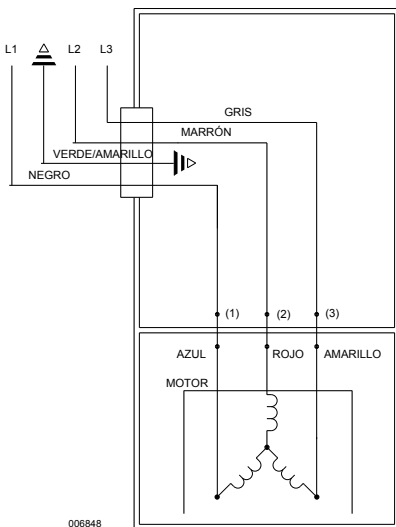 L1 L2 L3
GRIS
MARRÓN
VERDE/AMARILLO
NEGRO
(1) (2) (3)
AZUL ROJO AMARILLO
MOTOR
006848